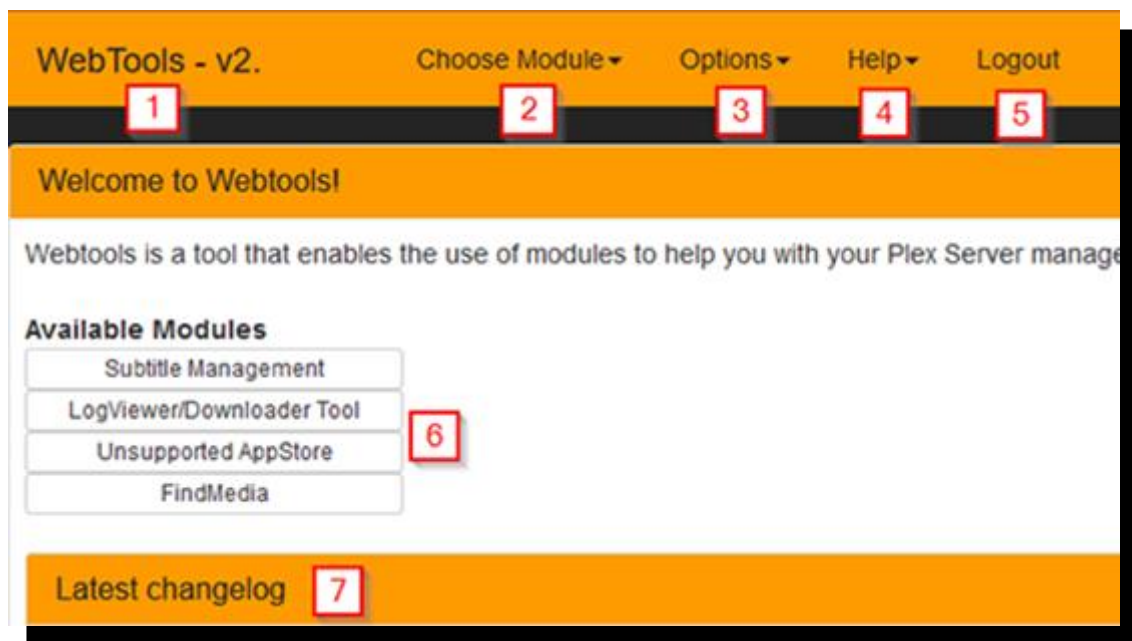 WebTools - v2. Choose Module Options Help Logout
1 2 3 4 5
Welcome to Webtools!
Webtools is a tool that enables the use of modules to help you with your Plex Server manage
Available Modules
Subtitle Management
LogViewer/Downloader Tool
6
Unsupported AppStore
FindMedia
Latest changelog 7